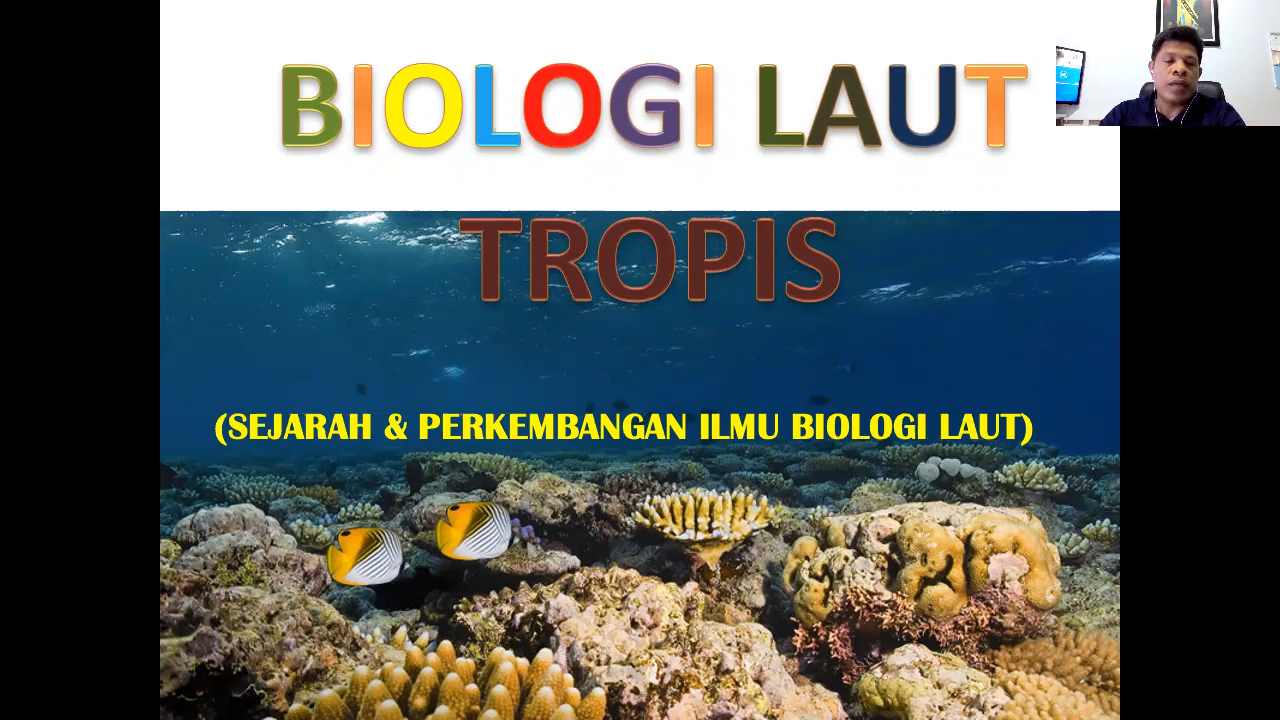 BIOLOGI LAUT
TROPIS
(SEJARAH & PERKEMBANGAN ILMU BIOLOGI LAUT)